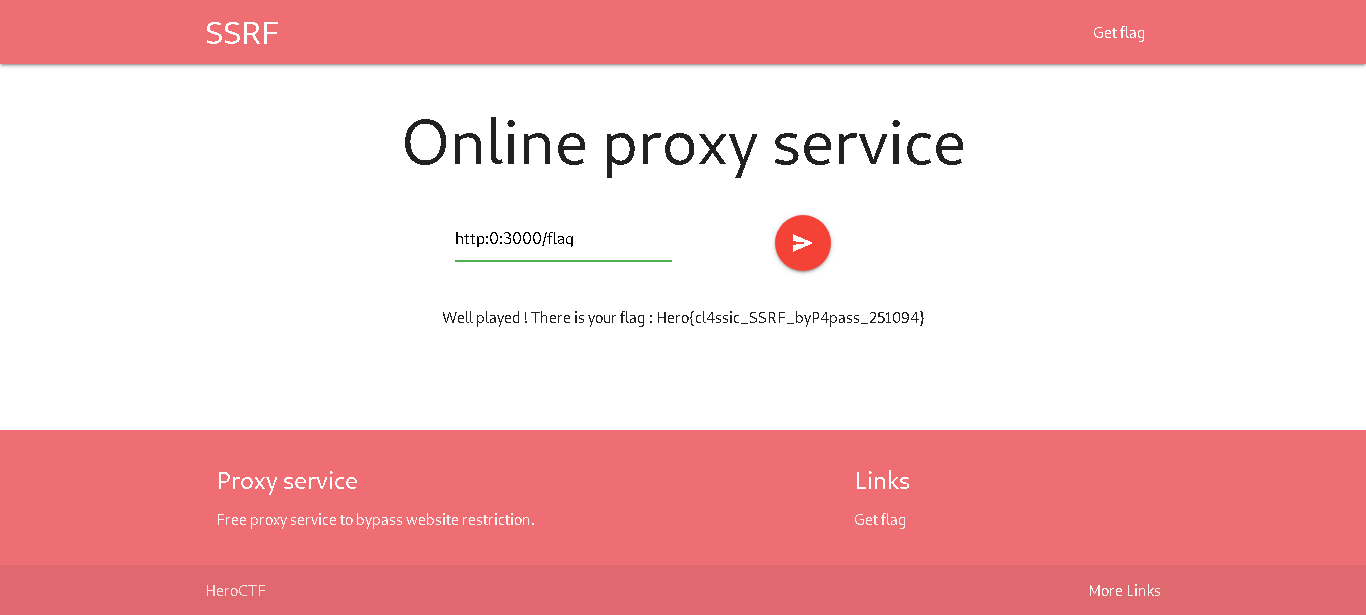 SSRF
Get flag
Online proxy service
http:0:3000/flag
Well played ! There is your flag : Hero{cl4ssic_SSRF_byP4pass_251094}
Proxy service
Links
Free proxy service to bypass website restriction.
Get flag
HeroCTF
More Links